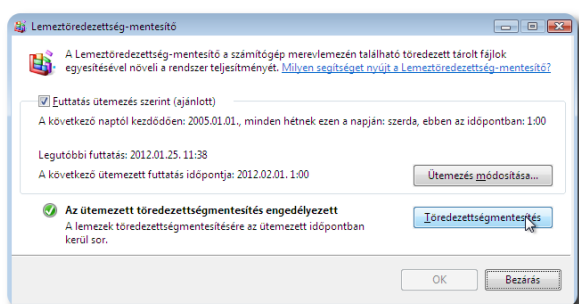 Lemeztöredezettség-mentesítő
A Lemeztöredezettség-mentesítő a számítógép merevlemezén található töredezett tárolt fájlok
egyesítésével növeli a rendszer teljesítményét. Milyen segítséget nyújt a Lemeztöredezettség-mentesítő?
Futtatás ütemezés szerint (ajánlott)
A következő naptól kezdődően: 2005.01.01., minden hétnek ezen a napján: szerda, ebben az időpontban: 1:00
Legutóbbi futtatás: 2012.01.25. 11:38
A következő ütemezett futtatás időpontja: 2012.02.01. 1:00
Ütemezés módosítása...
Az ütemezett töredezettségmentesítés engedélyezett
Töredezettségmentesítés
A lemezek töredezettségmentesítésére az ütemezett időpontban
kerül sor.
OK
Bezárás